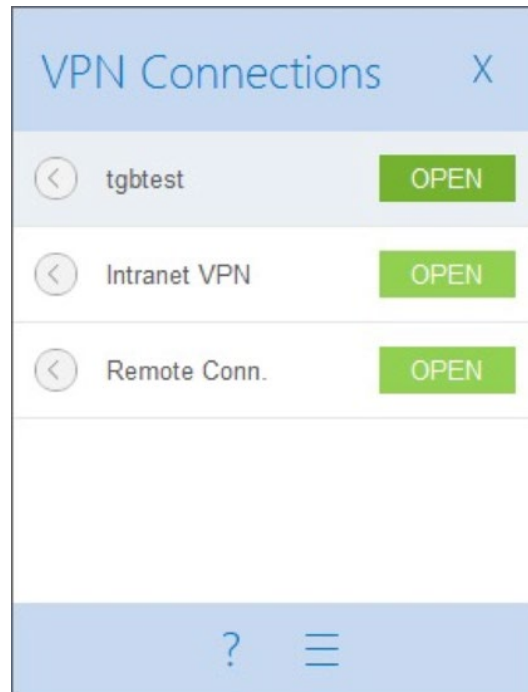 VPN Connections X
tgbtest OPEN
Intranet VPN OPEN
Remote Conn. OPEN
?